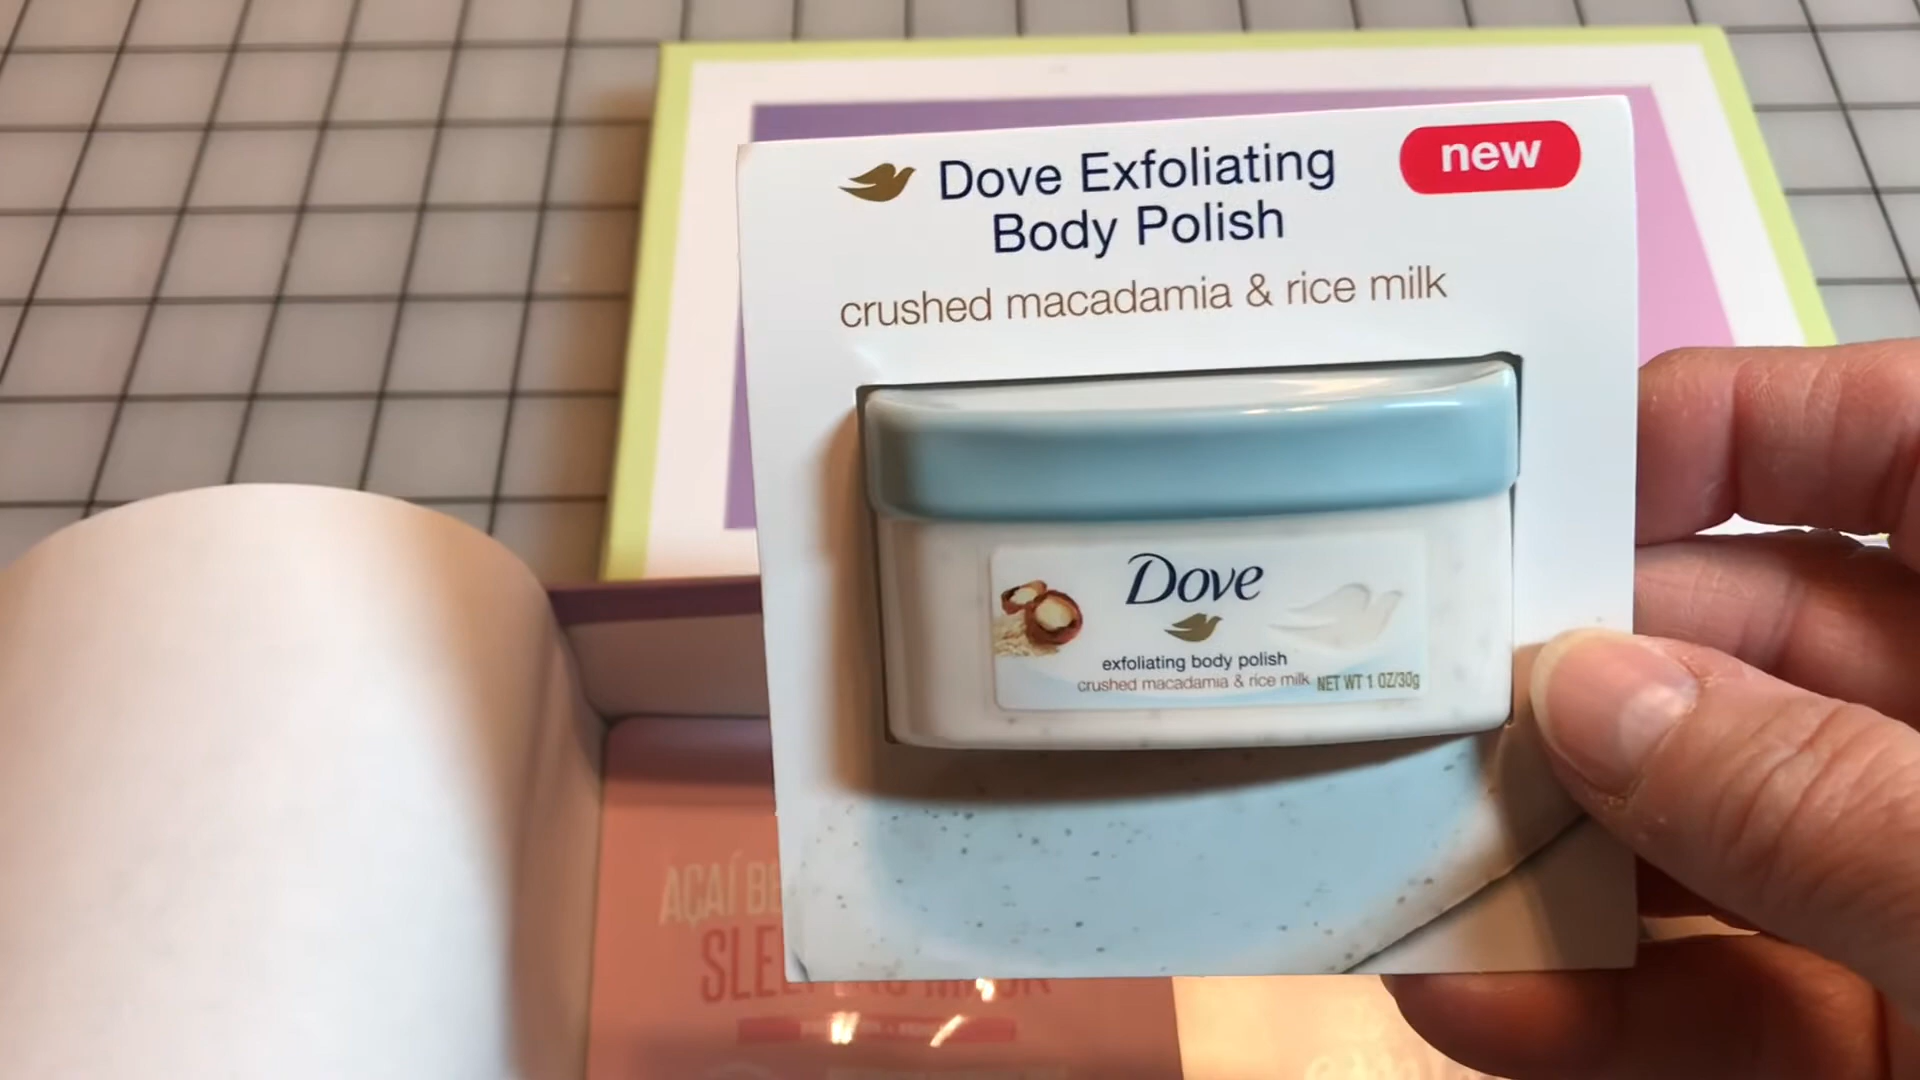 Dove Exfoliating
Body Polish
new
crushed macadamia & rice milk
Dove
exfoliating body polish
crushed macadamia & rice milk
NET WT 1 OZ/30g
AÇAÍ